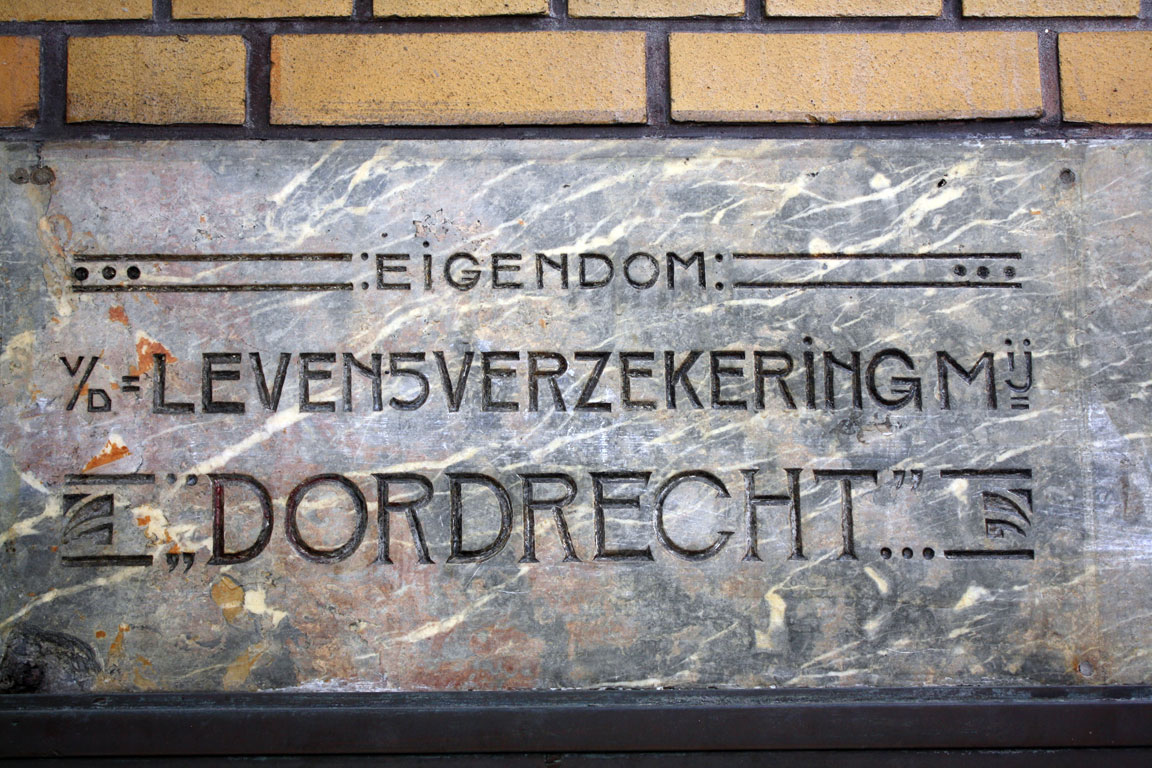 :EiGENDOM:
V/D = LEVENSVERZEKERiNG Mij
„DORDRECHT”